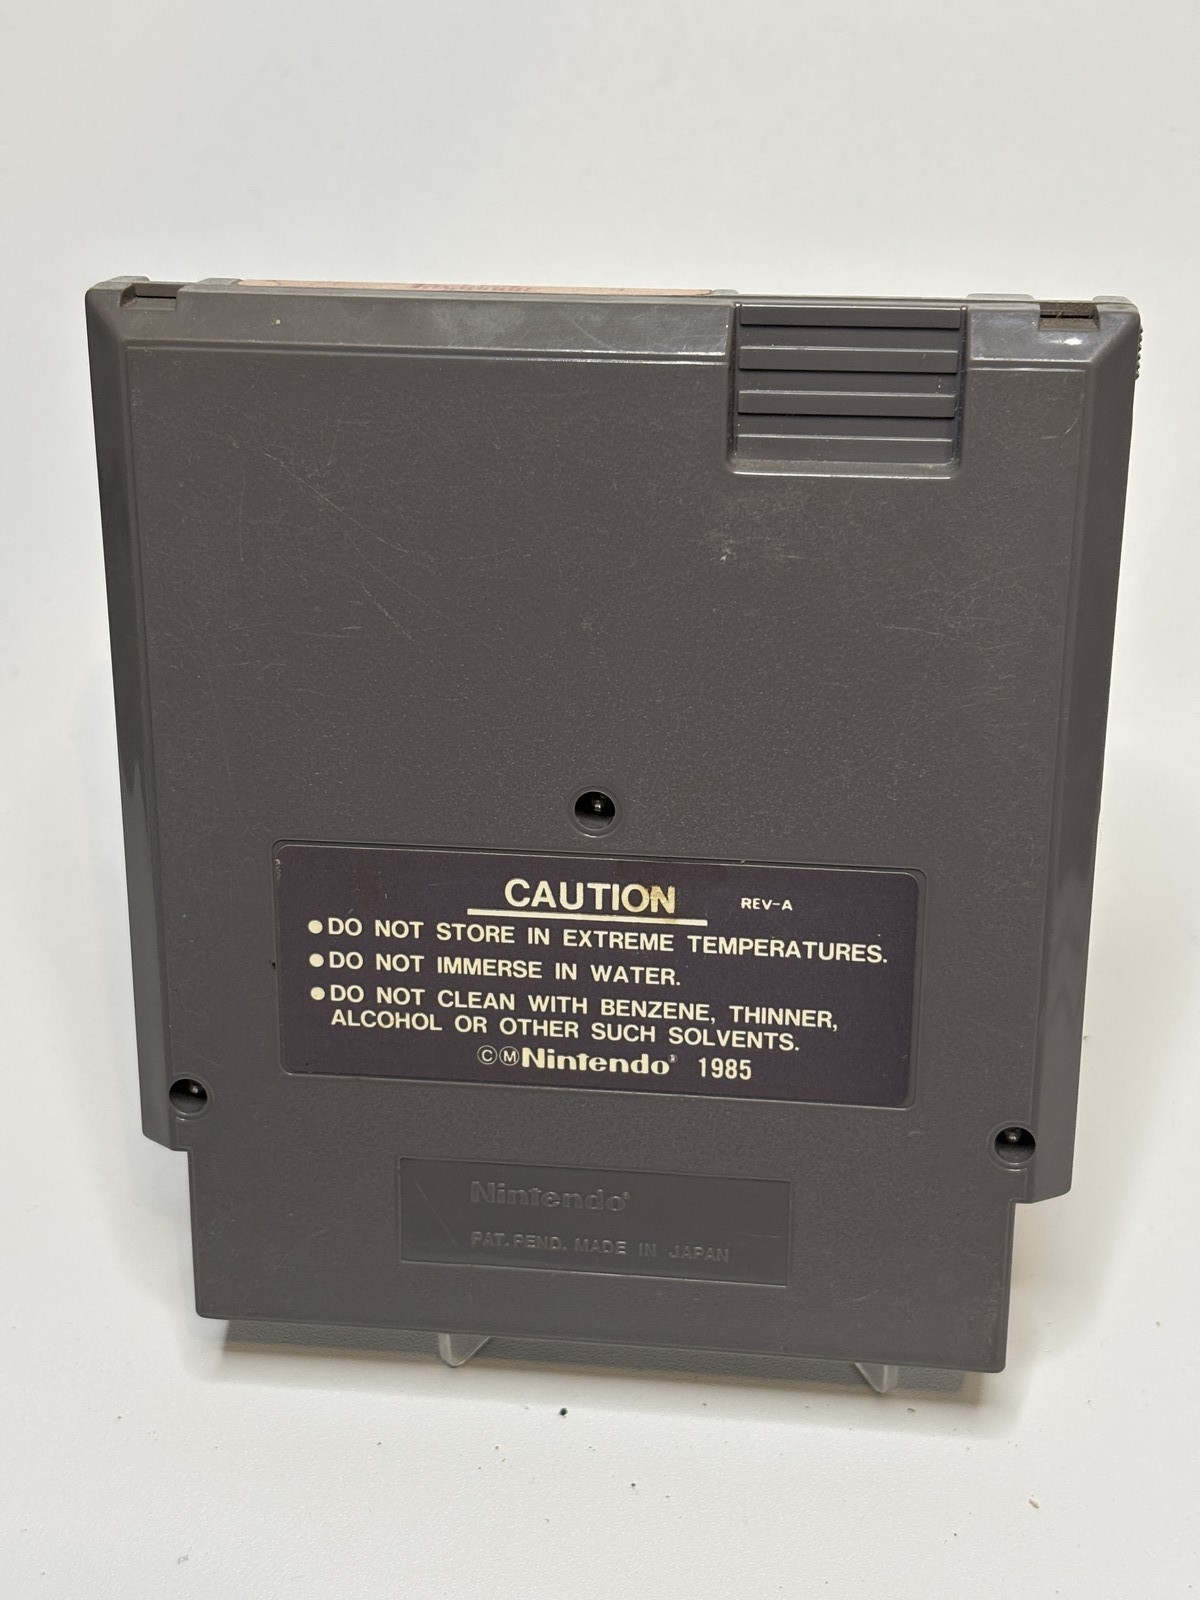 CAUTION REV-A
●DO NOT STORE IN EXTREME TEMPERATURES.
●DO NOT IMMERSE IN WATER.
●DO NOT CLEAN WITH BENZENE, THINNER,
ALCOHOL OR OTHER SUCH SOLVENTS.
©ⓂNintendo® 1985
Nintendo®
PAT. PEND. MADE IN JAPAN